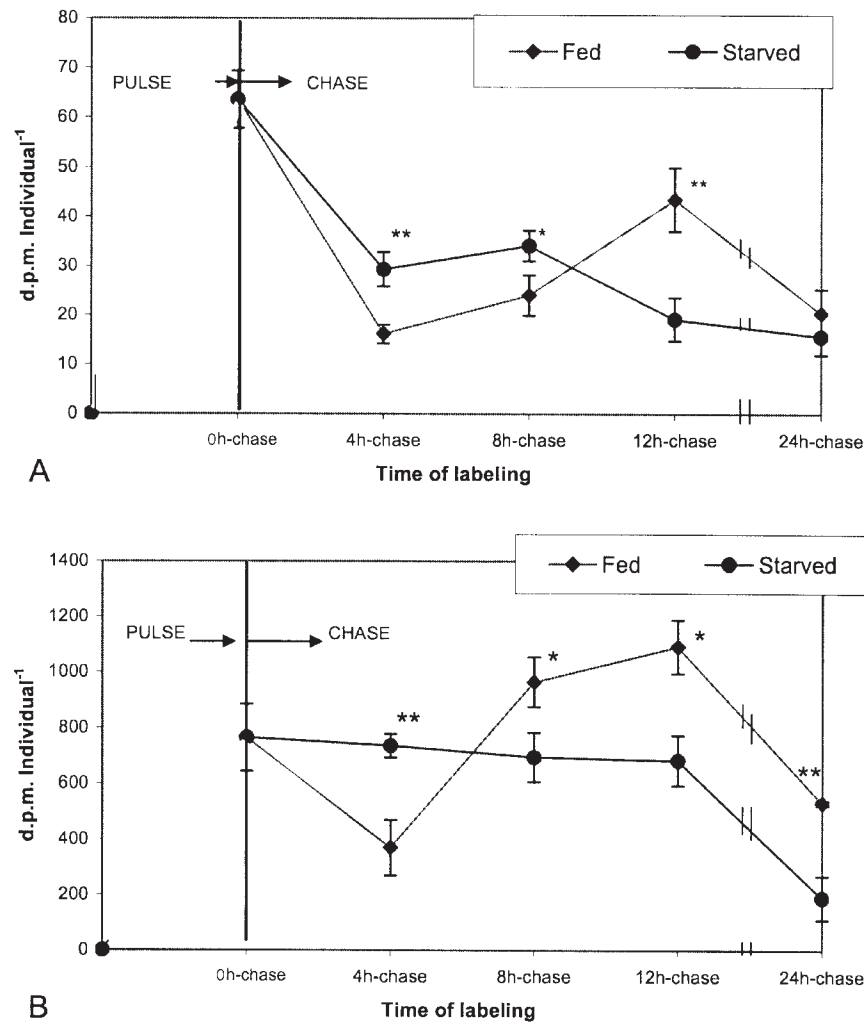 80
70
60
50
40
30
20
10
0
d.p.m. Individual⁻¹
Fed
Starved
PULSE
CHASE
**
*
**
0h-chase
4h-chase
8h-chase
12h-chase
24h-chase
Time of labeling
A
1400
1200
1000
800
600
400
200
0
d.p.m. Individual⁻¹
Fed
Starved
PULSE
CHASE
**
*
*
**
0h-chase
4h-chase
8h-chase
12h-chase
24h-chase
Time of labeling
B